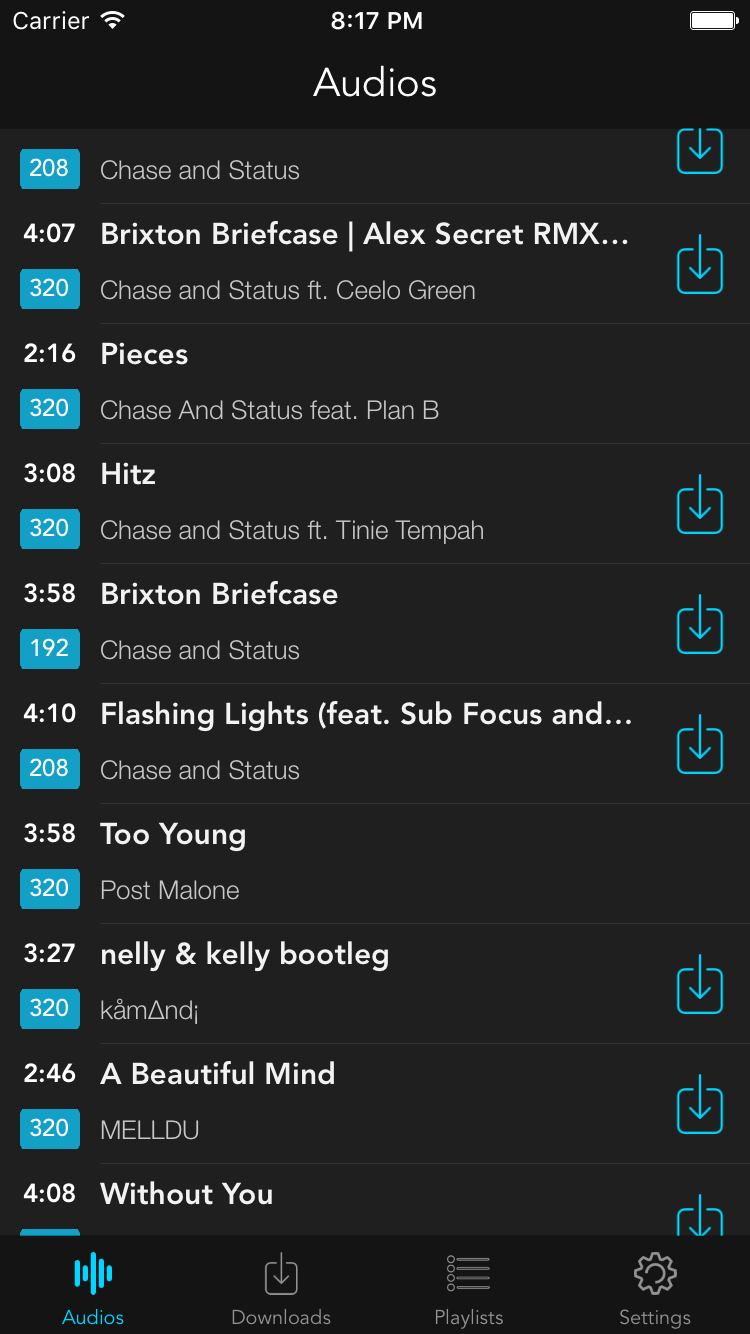 Carrier 8:17 PM
Audios
208 Chase and Status
4:07 Brixton Briefcase | Alex Secret RMX...
320 Chase and Status ft. Ceelo Green
2:16 Pieces
320 Chase And Status feat. Plan B
3:08 Hitz
320 Chase and Status ft. Tinie Tempah
3:58 Brixton Briefcase
192 Chase and Status
4:10 Flashing Lights (feat. Sub Focus and...
208 Chase and Status
3:58 Too Young
320 Post Malone
3:27 nelly & kelly bootleg
320 kåm∆nd¡
2:46 A Beautiful Mind
320 MELLDU
4:08 Without You
Audios Downloads Playlists Settings